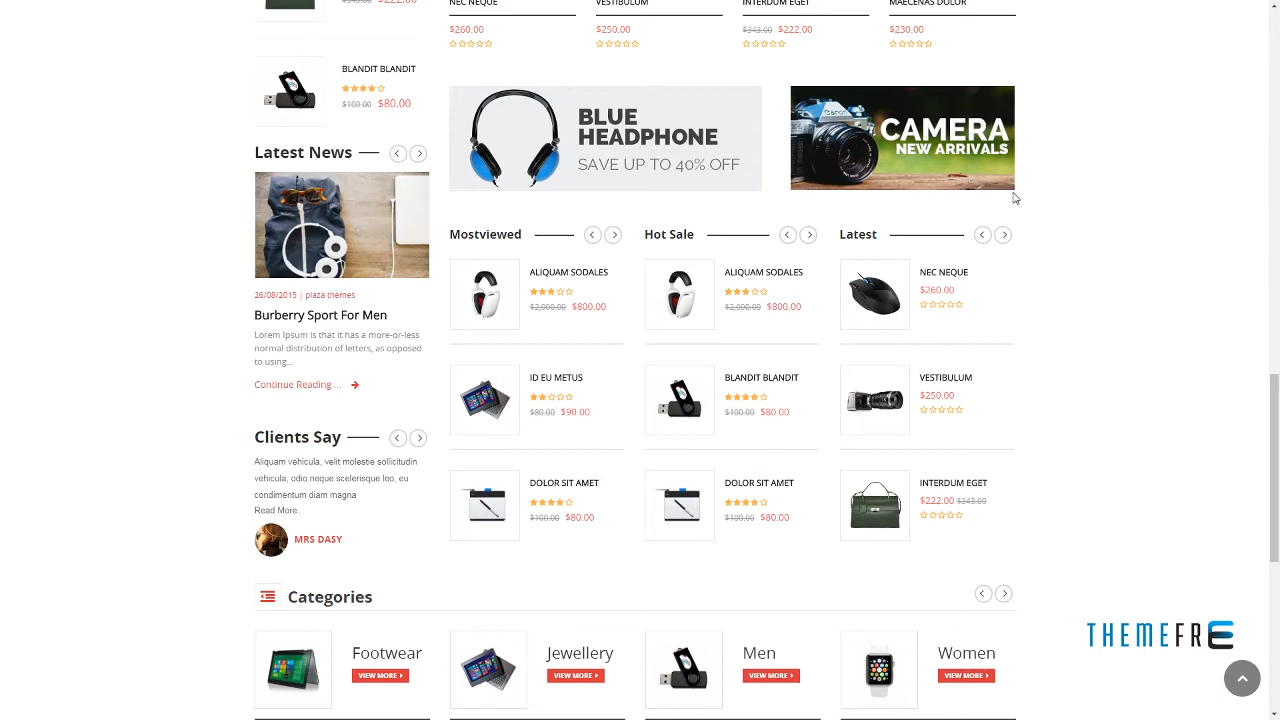 $343.00 $222.00
BLANDIT BLANDIT
$100.00 $80.00
Latest News
26/08/2015 | plaza themes
Burberry Sport For Men
Lorem Ipsum is that it has a more-or-less
normal distribution of letters, as opposed
to using...
Continue Reading ...
Clients Say
Aliquam vehicula, velit molestie sollicitudin
vehicula, odio neque scelerisque leo, eu
condimentum diam magna
Read More..
MRS DASY
NEC NEQUE
$260.00
VESTIBULUM
$250.00
INTERDUM EGET
$343.00 $222.00
MAECENAS DOLOR
$230.00
BLUE
HEADPHONE
SAVE UP TO 40% OFF
Canon
CAMERA
NEW ARRIVALS
Mostviewed
ALIQUAM SODALES
$2,000.00 $800.00
ID EU METUS
$80.00 $90.00
DOLOR SIT AMET
$100.00 $80.00
Hot Sale
ALIQUAM SODALES
$2,000.00 $800.00
BLANDIT BLANDIT
$100.00 $80.00
DOLOR SIT AMET
$100.00 $80.00
Latest
NEC NEQUE
$260.00
VESTIBULUM
$250.00
INTERDUM EGET
$222.00 $343.00
Categories
Footwear
VIEW MORE
Jewellery
VIEW MORE
Men
VIEW MORE
Women
VIEW MORE
THEMEFRE